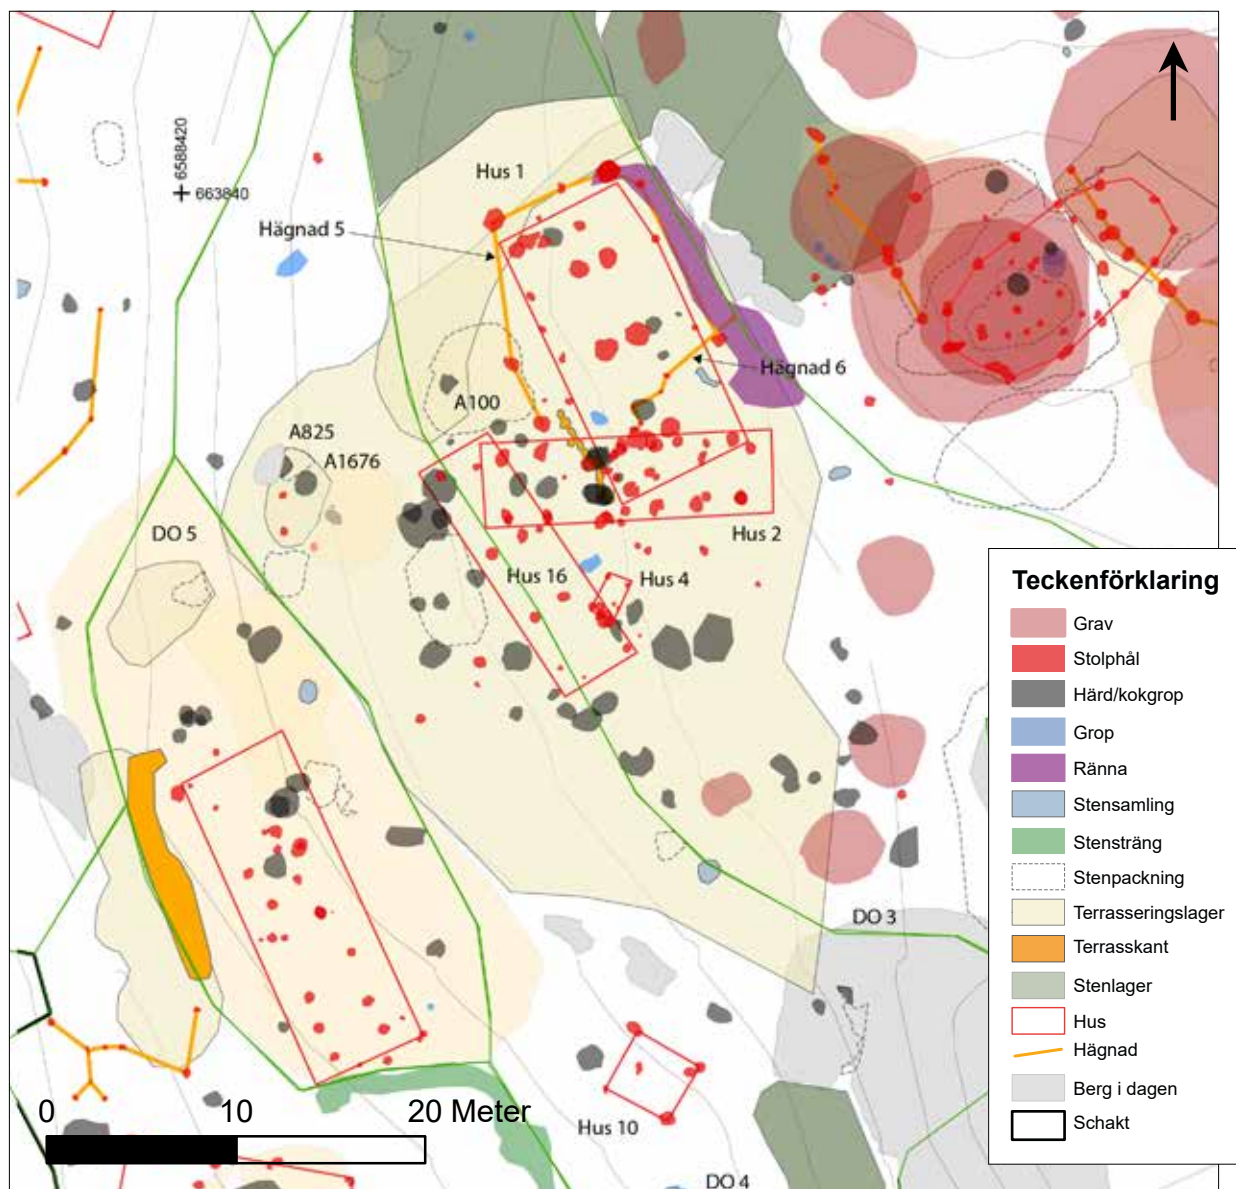 6588420
663840
Hus 1
Hägnad 5
Hägnad 6
A100
A825
A1676
DO 5
Hus 2
Hus 16
Hus 4
DO 3
Hus 10
DO 4
0 10 20 Meter
Teckenförklaring
Grav
Stolphål
Härd/kokgrop
Grop
Ränna
Stensamling
Stensträng
Stenpackning
Terrasseringslager
Terrasskant
Stenlager
Hus
Hägnad
Berg i dagen
Schakt